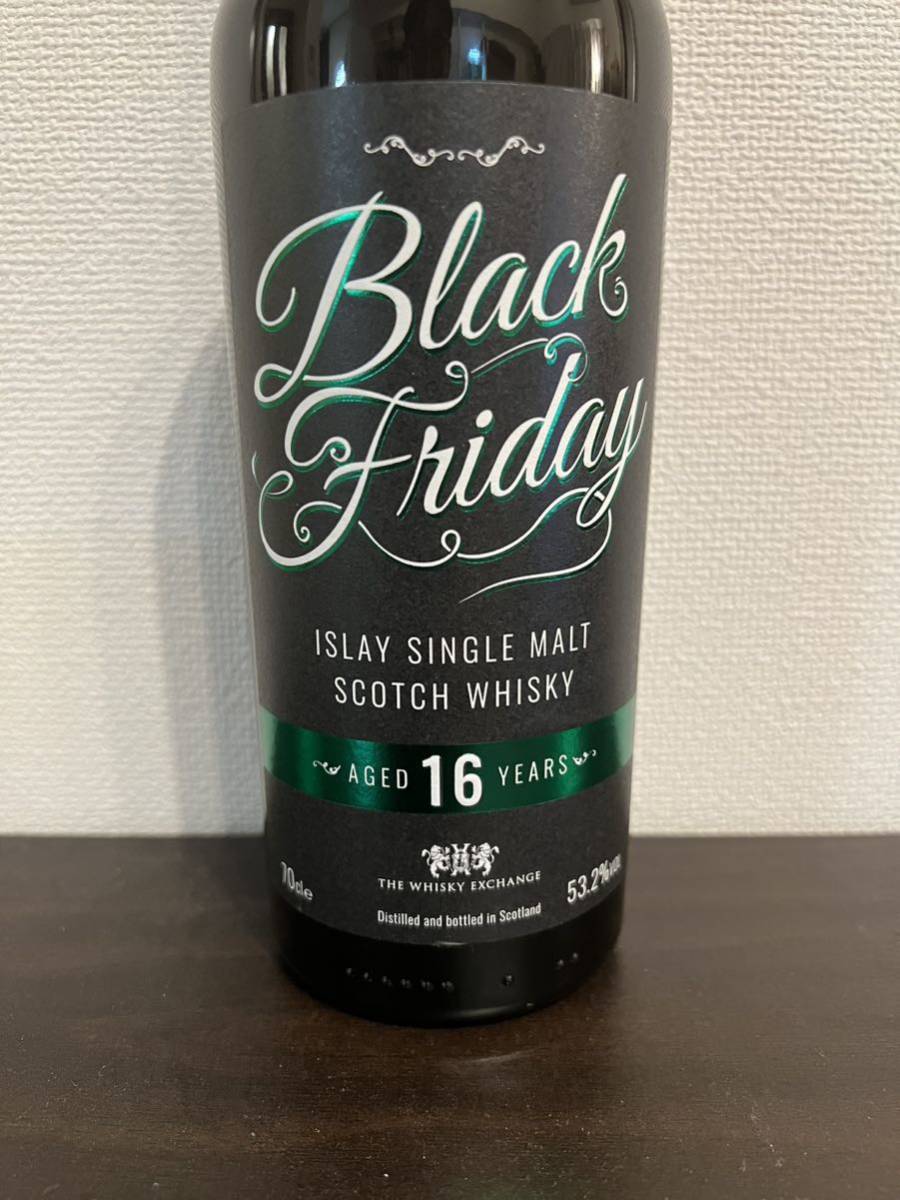 Black
Friday
ISLAY SINGLE MALT
SCOTCH WHISKY
AGED 16 YEARS
THE WHISKY EXCHANGE
70cl e
53.2%VOL
Distilled and bottled in Scotland